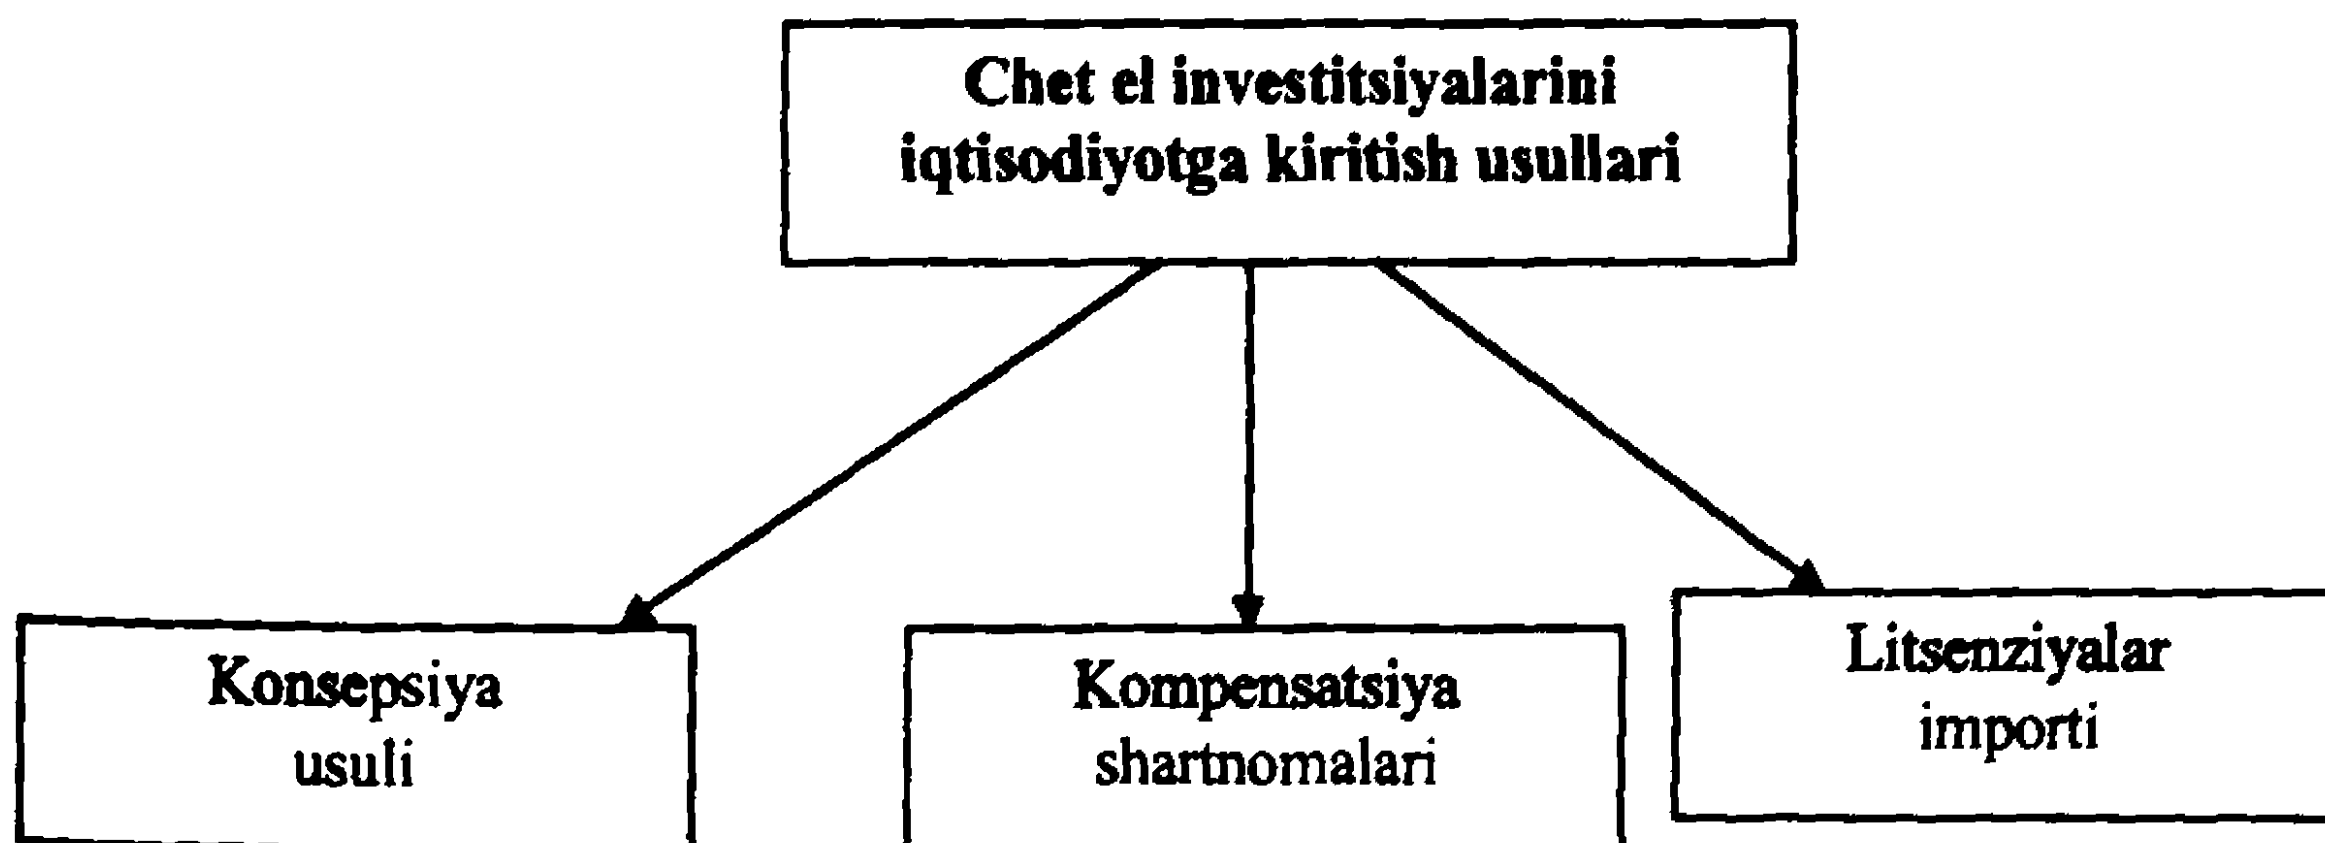 Chet el investitsiyalarini
iqtisodiyotga kiritish usullari
Konsepsiya
usuli
Kompensatsiya
shartnomalari
Litsenziyalar
importi